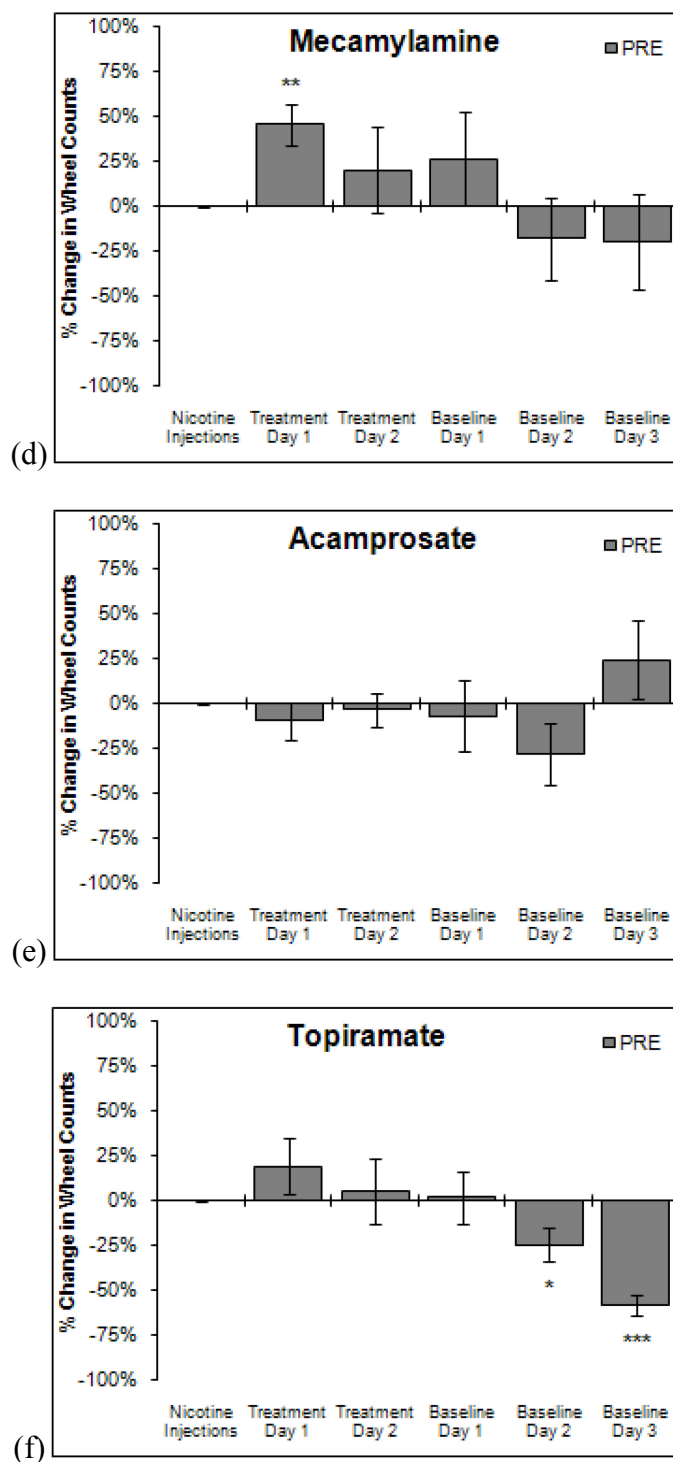 Mecamylamine
PRE
% Change in Wheel Counts
100%
75%
50%
25%
0%
-25%
-50%
-75%
-100%
**
Nicotine Injections
Treatment Day 1
Treatment Day 2
Baseline Day 1
Baseline Day 2
Baseline Day 3
(d)
Acamprosate
PRE
% Change in Wheel Counts
100%
75%
50%
25%
0%
-25%
-50%
-75%
-100%
Nicotine Injections
Treatment Day 1
Treatment Day 2
Baseline Day 1
Baseline Day 2
Baseline Day 3
(e)
Topiramate
PRE
% Change in Wheel Counts
100%
75%
50%
25%
0%
-25%
-50%
-75%
-100%
*
***
Nicotine Injections
Treatment Day 1
Treatment Day 2
Baseline Day 1
Baseline Day 2
Baseline Day 3
(f)